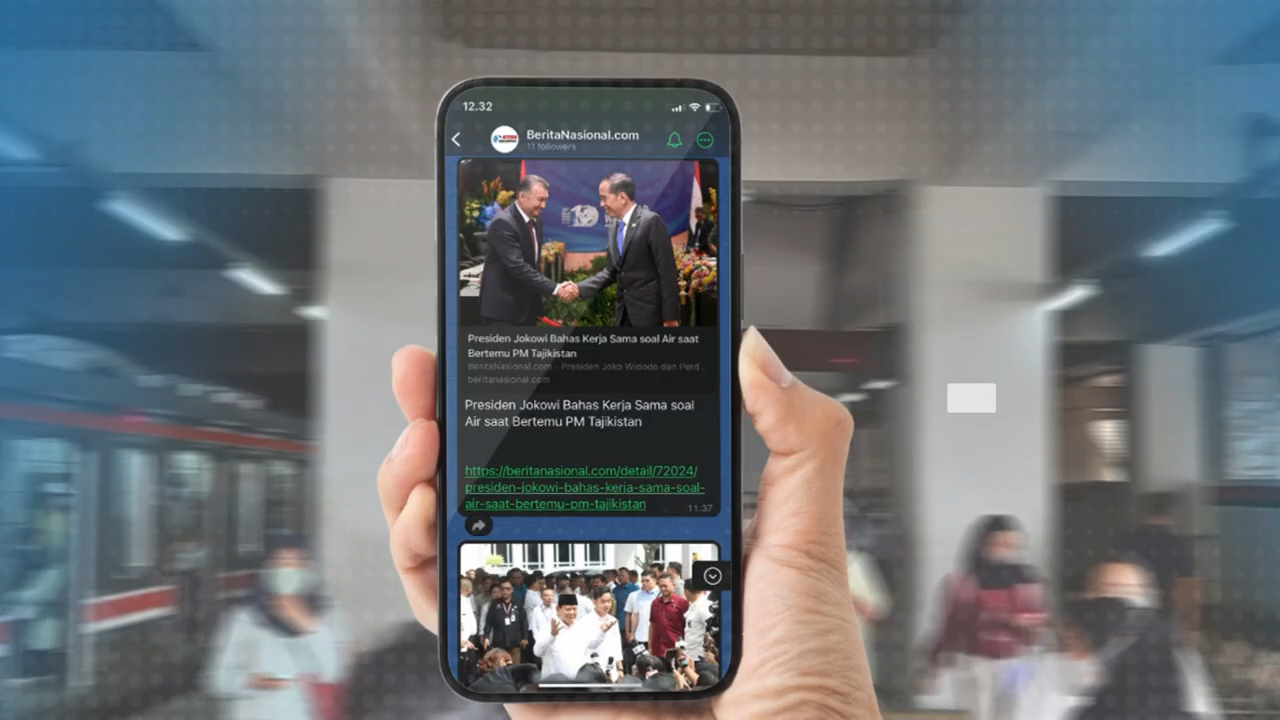 12.32
BeritaNasional.com
11 followers
10
Presiden Jokowi Bahas Kerja Sama soal Air saat
Bertemu PM Tajikistan
BeritaNasional.com - Presiden Joko Widodo dan Perd...
beritanasional.com
Presiden Jokowi Bahas Kerja Sama soal
Air saat Bertemu PM Tajikistan
https://beritanasional.com/detail/72024/
presiden-jokowi-bahas-kerja-sama-soal-
air-saat-bertemu-pm-tajikistan
11.37